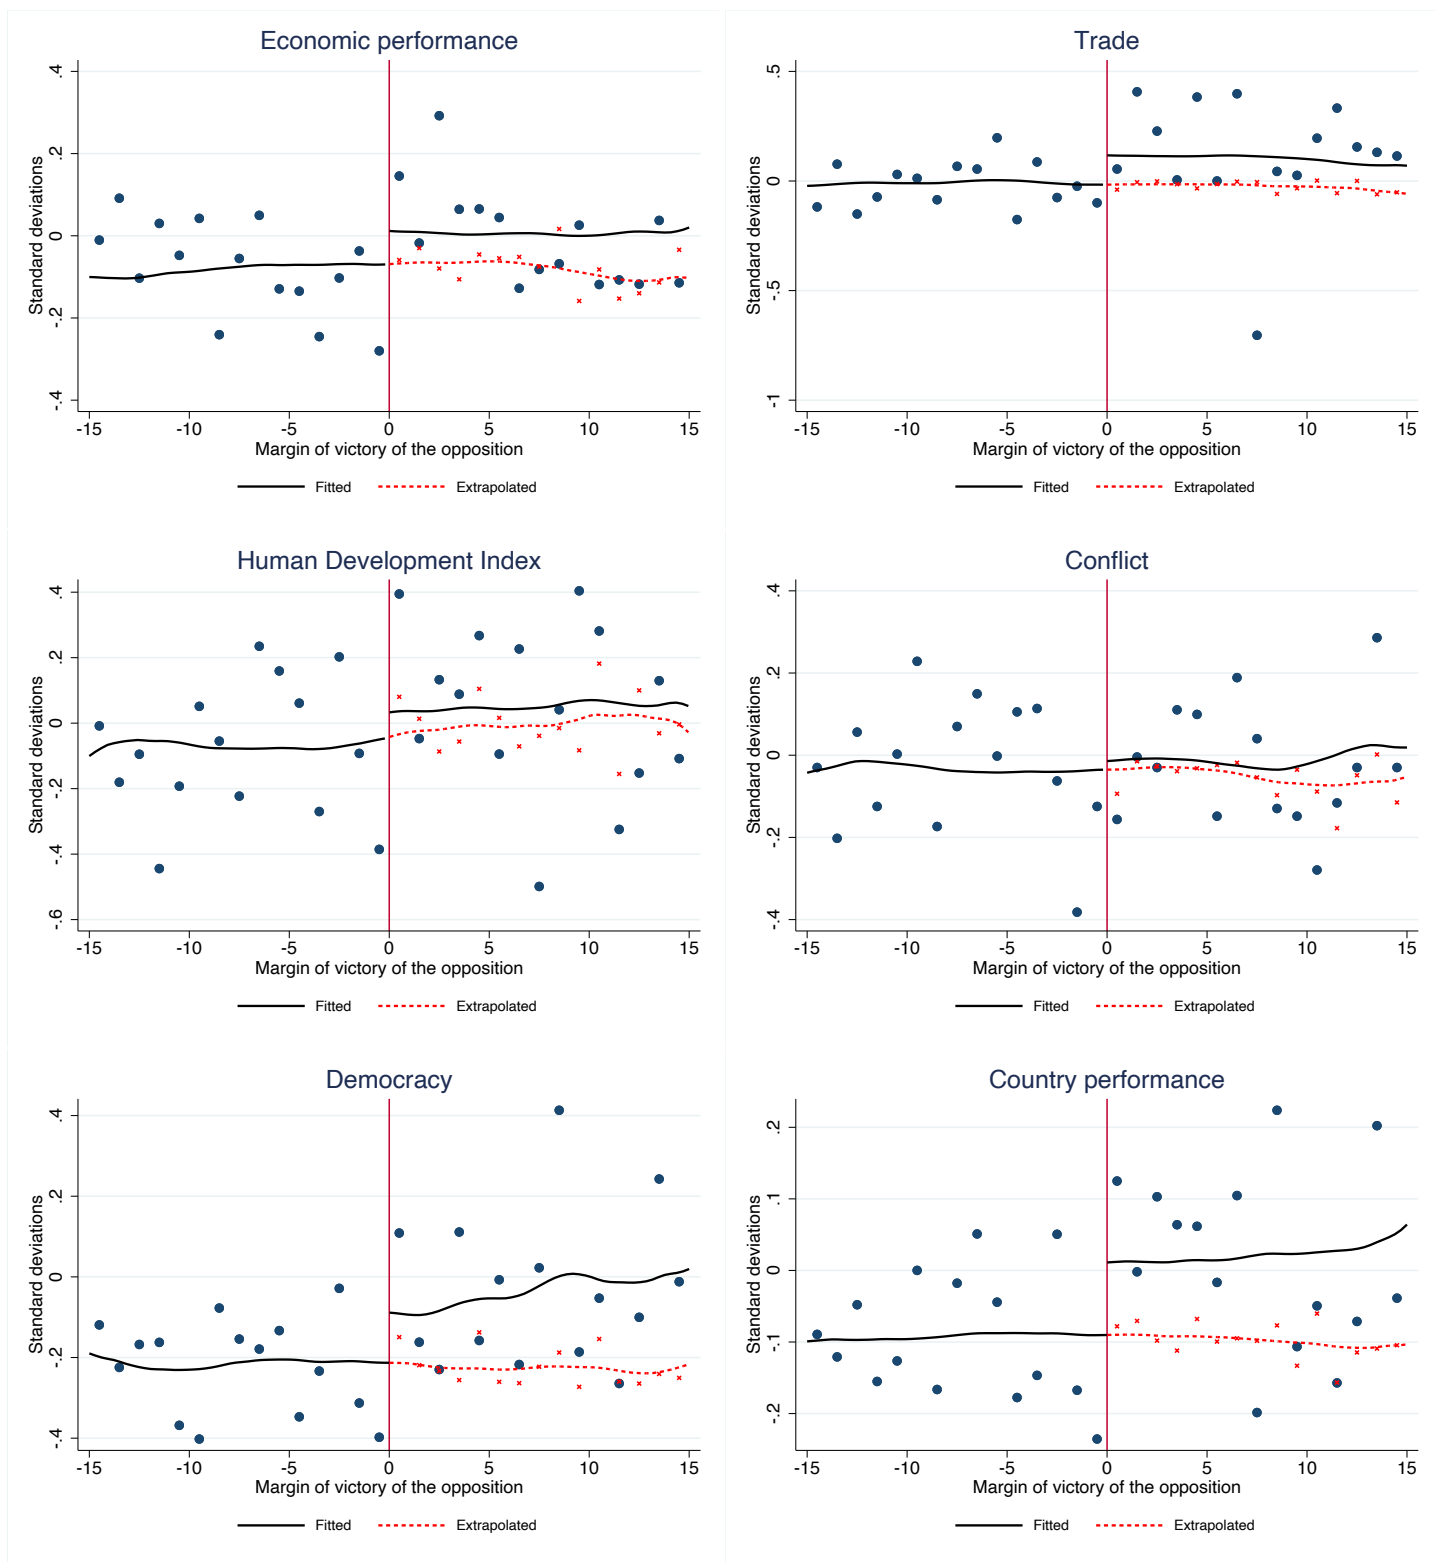 Economic performance
Standard deviations
.4
.2
0
-.2
-.4
-15 -10 -5 0 5 10 15
Margin of victory of the opposition
Fitted Extrapolated
Trade
Standard deviations
.5
0
-.5
-1
-15 -10 -5 0 5 10 15
Margin of victory of the opposition
Fitted Extrapolated
Human Development Index
Standard deviations
.4
.2
0
-.2
-.4
-.6
-15 -10 -5 0 5 10 15
Margin of victory of the opposition
Fitted Extrapolated
Conflict
Standard deviations
.4
.2
0
-.2
-.4
-15 -10 -5 0 5 10 15
Margin of victory of the opposition
Fitted Extrapolated
Democracy
Standard deviations
.4
.2
0
-.2
-.4
-15 -10 -5 0 5 10 15
Margin of victory of the opposition
Fitted Extrapolated
Country performance
Standard deviations
.2
.1
0
-.1
-.2
-15 -10 -5 0 5 10 15
Margin of victory of the opposition
Fitted Extrapolated